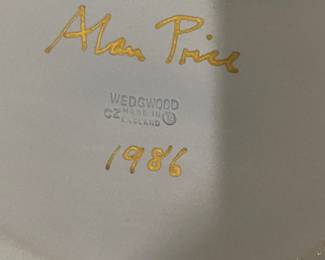 Alan Price
WEDGWOOD
CZ MADE IN
ENGLAND
1986